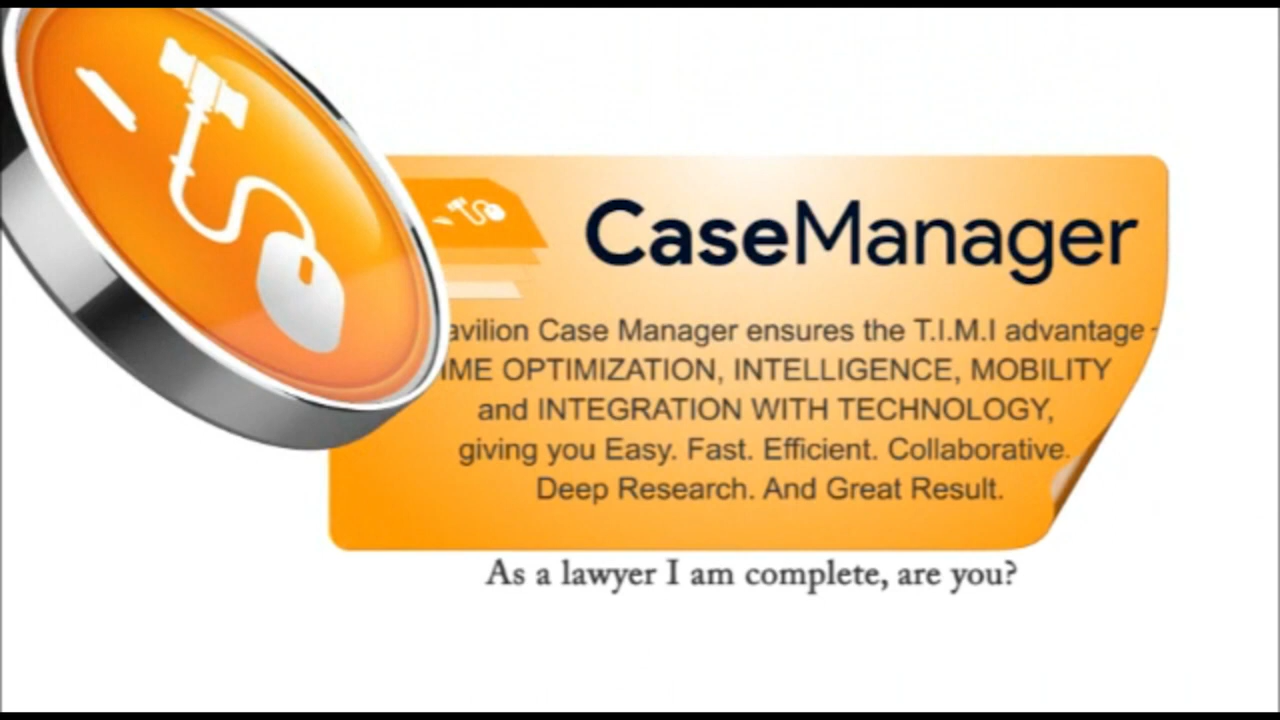 CaseManager
avilion Case Manager ensures the T.I.M.I advantage -
IME OPTIMIZATION, INTELLIGENCE, MOBILITY
and INTEGRATION WITH TECHNOLOGY,
giving you Easy. Fast. Efficient. Collaborative.
Deep Research. And Great Result.
As a lawyer I am complete, are you?